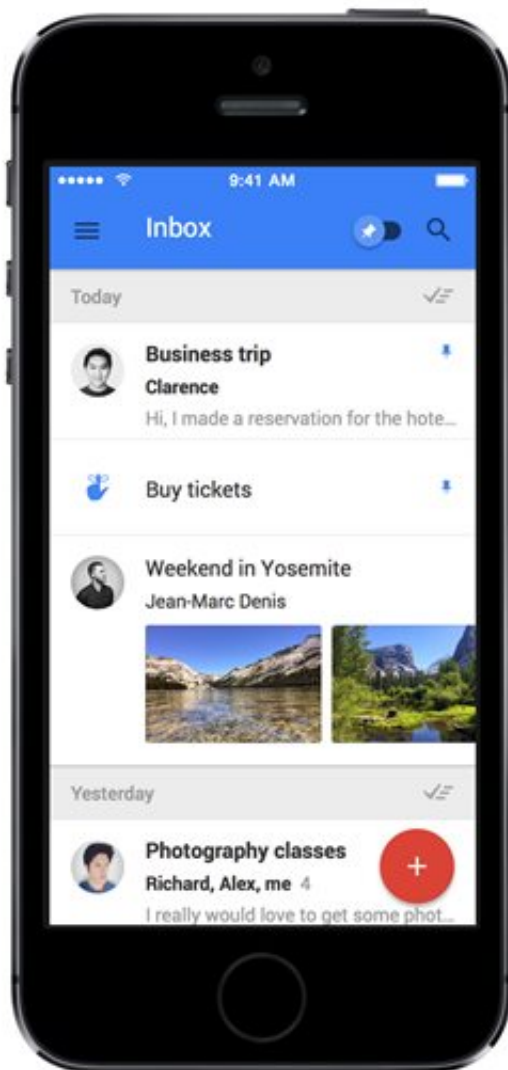 9:41 AM
Inbox
Today
Business trip
Clarence
Hi, I made a reservation for the hote...
Buy tickets
Weekend in Yosemite
Jean-Marc Denis
Yesterday
Photography classes
Richard, Alex, me 4
I really would love to get some phot...